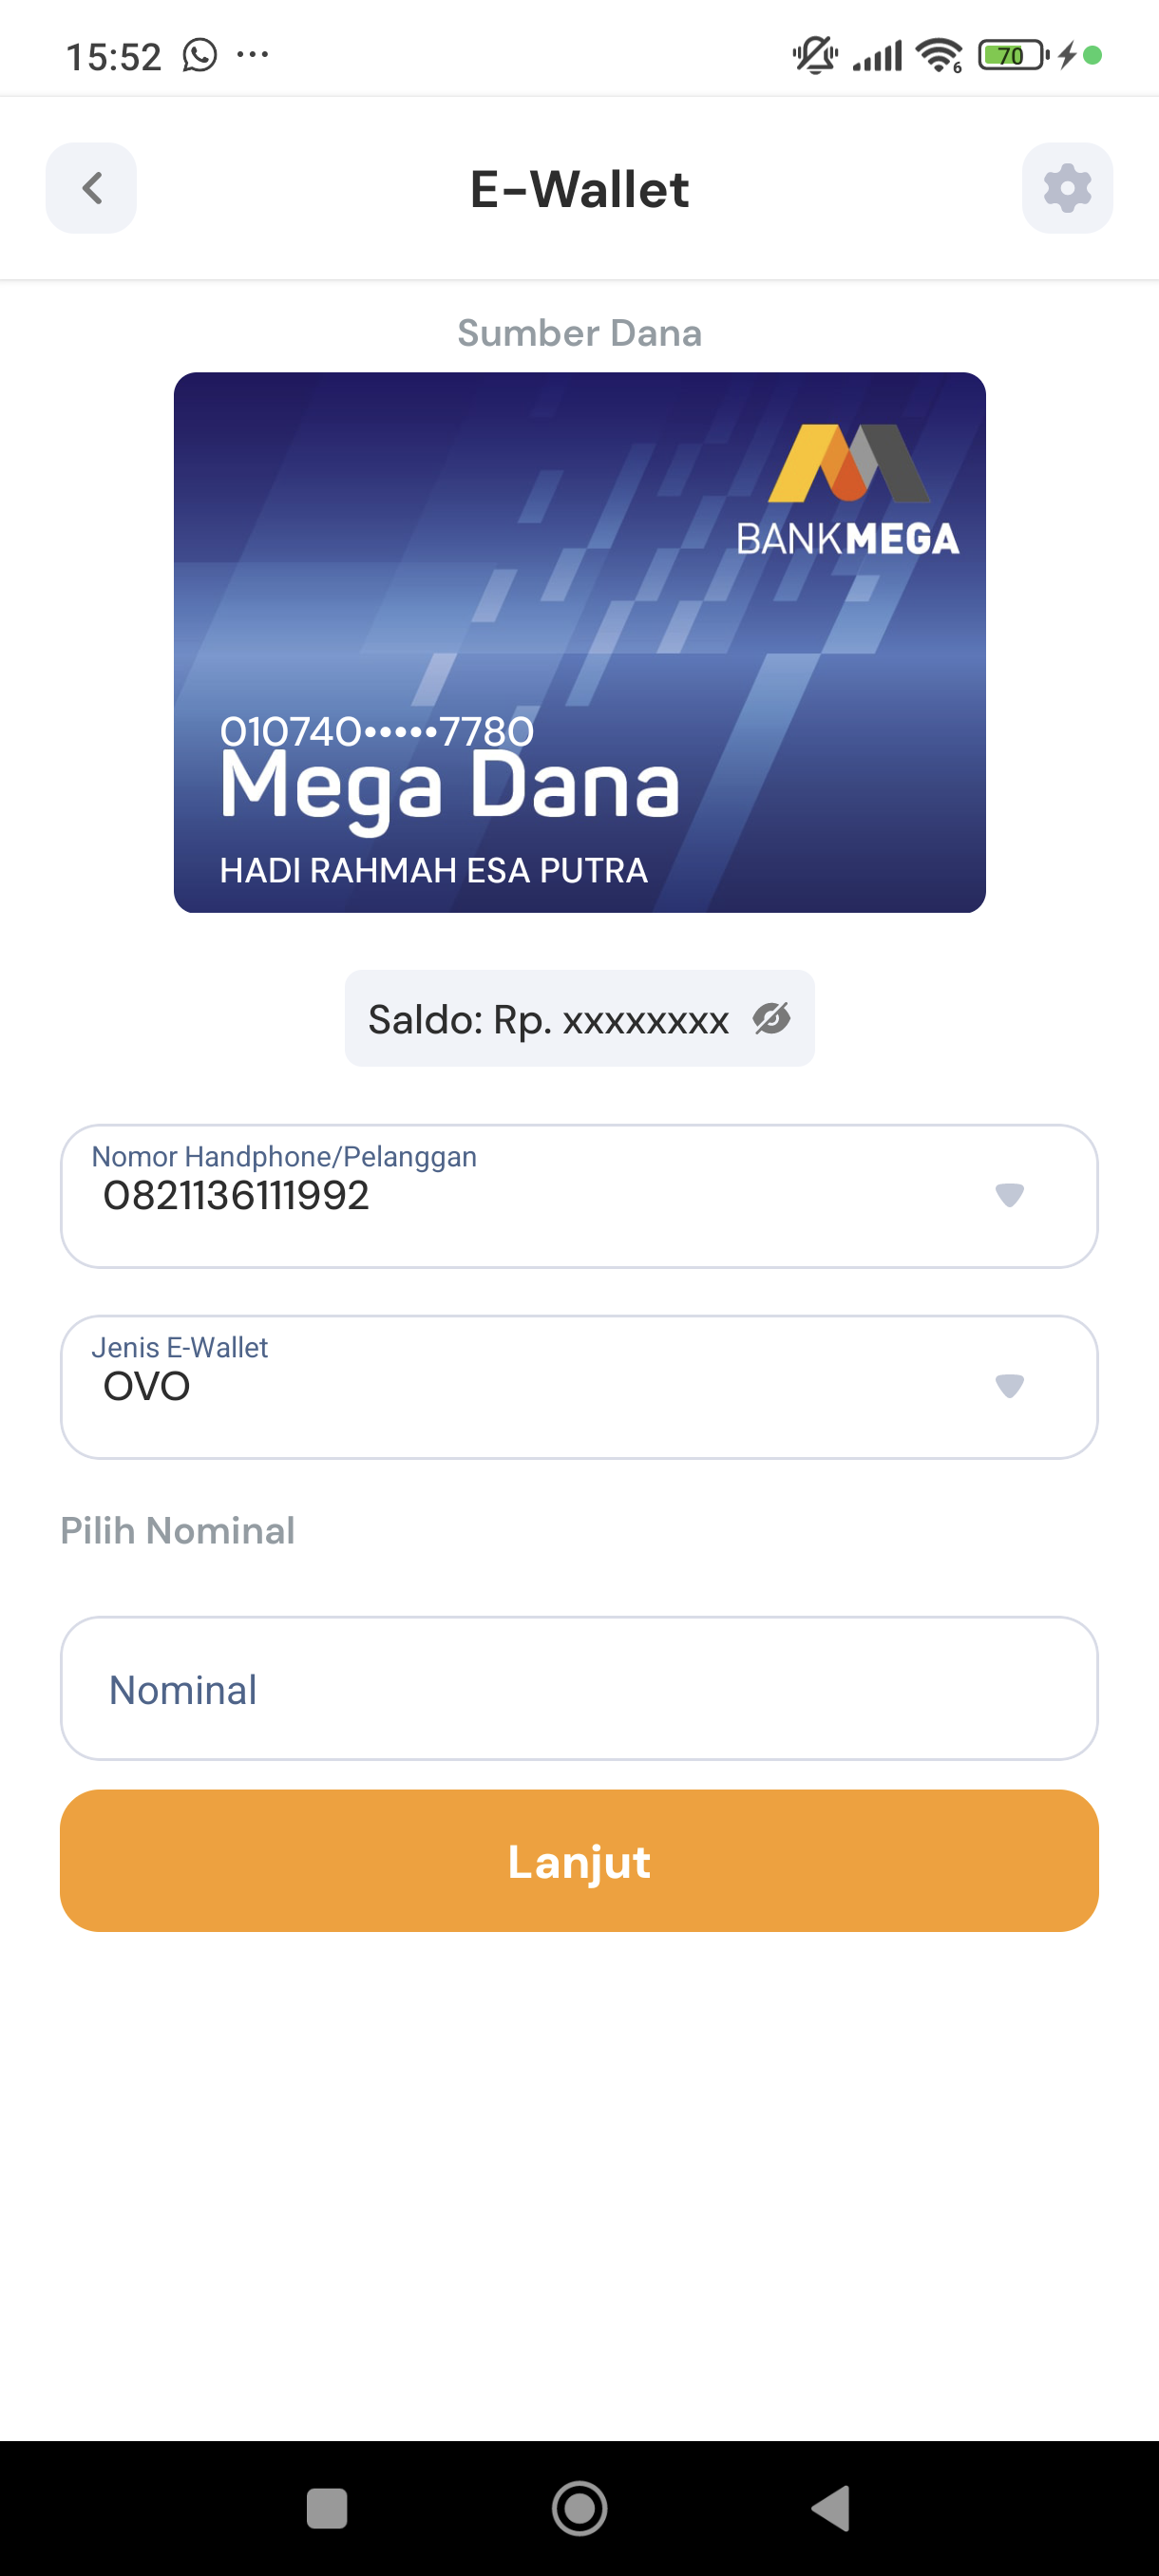 15:52
6
70
E-Wallet
Sumber Dana
BANKMEGA
010740•••••7780
Mega Dana
HADI RAHMAH ESA PUTRA
Saldo: Rp. xxxxxxxx
Nomor Handphone/Pelanggan
0821136111992
Jenis E-Wallet
OVO
Pilih Nominal
Nominal
Lanjut